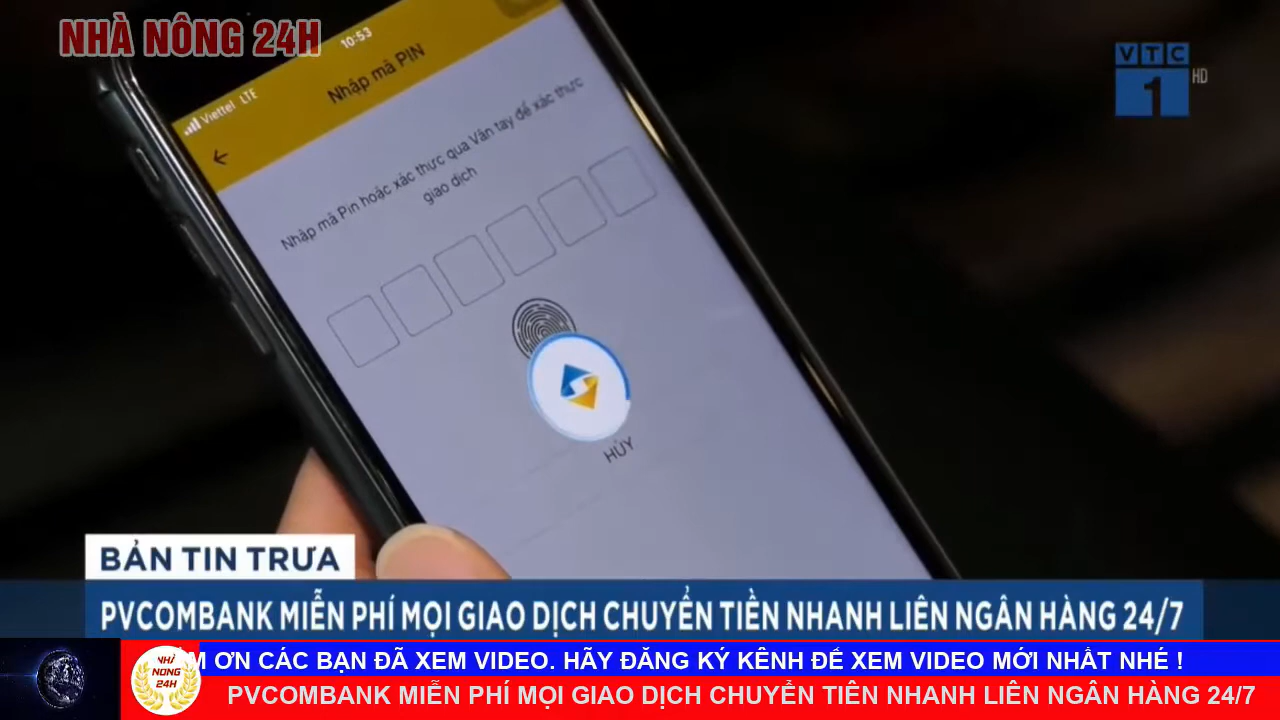 NHÀ NÔNG 24H
VTC
1
HD
10:53
Viettel LTE
Nhập mã PIN
Nhập mã Pin hoặc xác thực qua Vân tay để xác thực
giao dịch
HỦY
BẢN TIN TRƯA
PVCOMBANK MIỄN PHÍ MỌI GIAO DỊCH CHUYỂN TIỀN NHANH LIÊN NGÂN HÀNG 24/7
ƠN CÁC BẠN ĐÃ XEM VIDEO. HÃY ĐĂNG KÝ KÊNH ĐỂ XEM VIDEO MỚI NHẤT NHÉ !
NHÀ
NÔNG
24H
PVCOMBANK MIỄN PHÍ MỌI GIAO DỊCH CHUYỂN TIỀN NHANH LIÊN NGÂN HÀNG 24/7